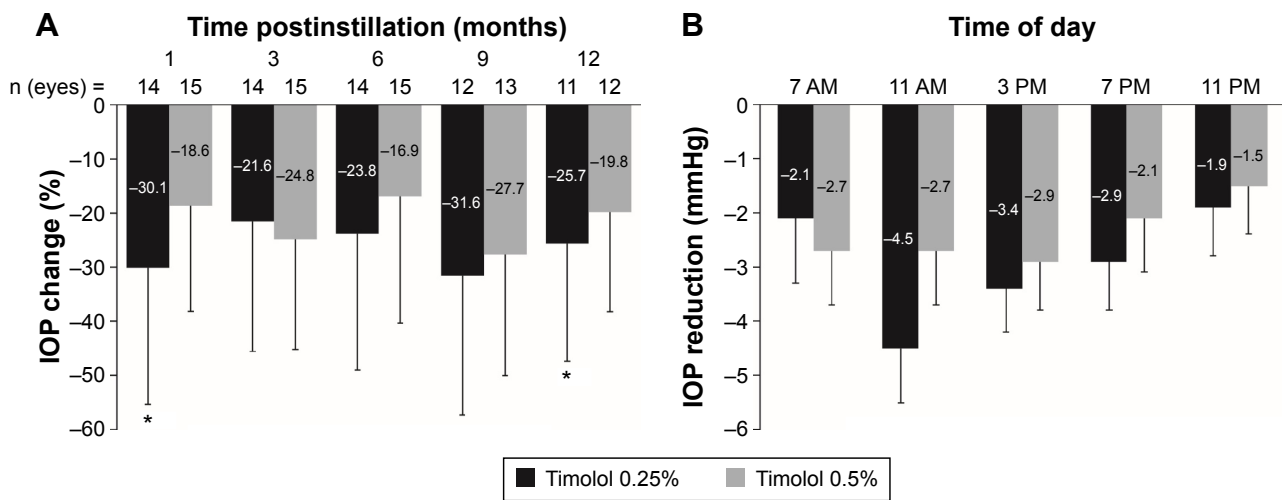 A Time postinstillation (months)
1 3 6 9 12
n (eyes) = 14 15 14 15 14 15 12 13 11 12
IOP change (%)
0
–10
–20
–30
–40
–50
–60
–30.1 –18.6 –21.6 –24.8 –23.8 –16.9 –31.6 –27.7 –25.7 –19.8
* *
B Time of day
7 AM 11 AM 3 PM 7 PM 11 PM
IOP reduction (mmHg)
0
–1
–2
–3
–4
–5
–6
–2.1 –2.7 –4.5 –2.7 –3.4 –2.9 –2.9 –2.1 –1.9 –1.5
Timolol 0.25% Timolol 0.5%